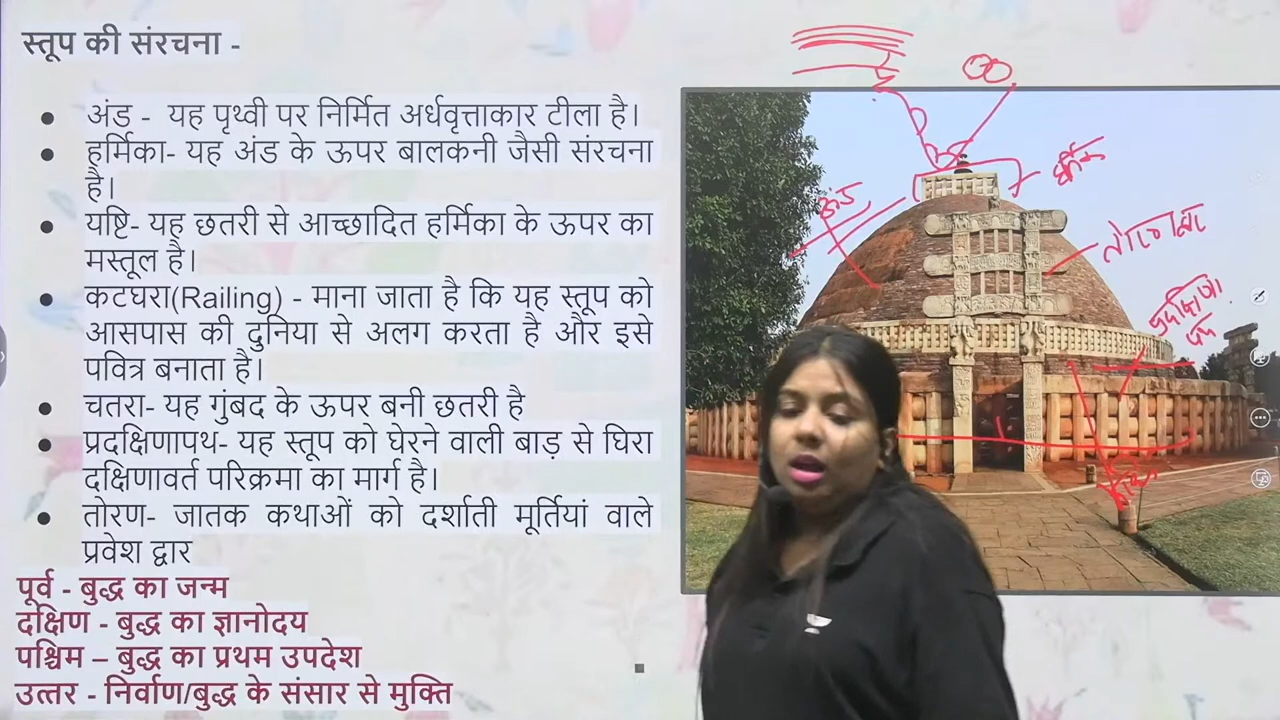 स्तूप की संरचना -
अंड - यह पृथ्वी पर निर्मित अर्धवृत्ताकार टीला है।
हर्मिका- यह अंड के ऊपर बालकनी जैसी संरचना
है।
यष्टि- यह छतरी से आच्छादित हर्मिका के ऊपर का
मस्तूल है।
कटघरा(Railing) - माना जाता है कि यह स्तूप को
आसपास की दुनिया से अलग करता है और इसे
पवित्र बनाता है।
चतरा- यह गुंबद के ऊपर बनी छतरी है
प्रदक्षिणापथ- यह स्तूप को घेरने वाली बाड़ से घिरा
दक्षिणावर्त परिक्रमा का मार्ग है।
तोरण- जातक कथाओं को दर्शाती मूर्तियां वाले
प्रवेश द्वार
पूर्व - बुद्ध का जन्म
दक्षिण - बुद्ध का ज्ञानोदय
पश्चिम – बुद्ध का प्रथम उपदेश
उत्तर - निर्वाण/बुद्ध के संसार से मुक्ति
अंड